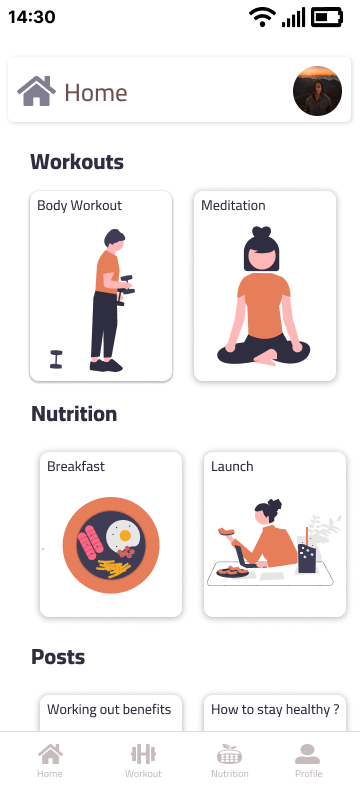 14:30
Home
Workouts
Body Workout
Meditation
Nutrition
Breakfast
Launch
Posts
Working out benefits
How to stay healthy ?
Home
Workout
Nutrition
Profile